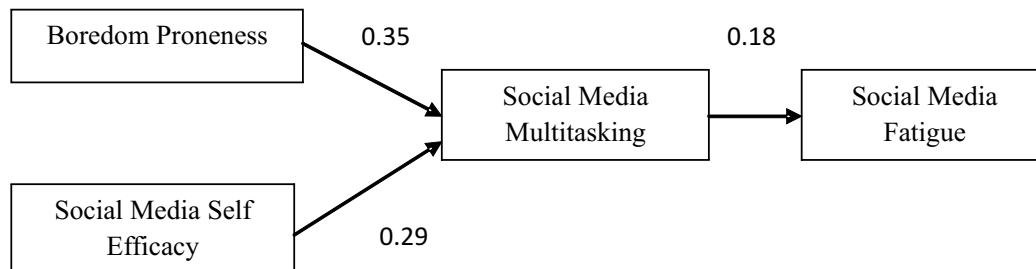 Boredom Proneness
0.35
0.18
Social Media
Multitasking
Social Media
Fatigue
Social Media Self
Efficacy
0.29